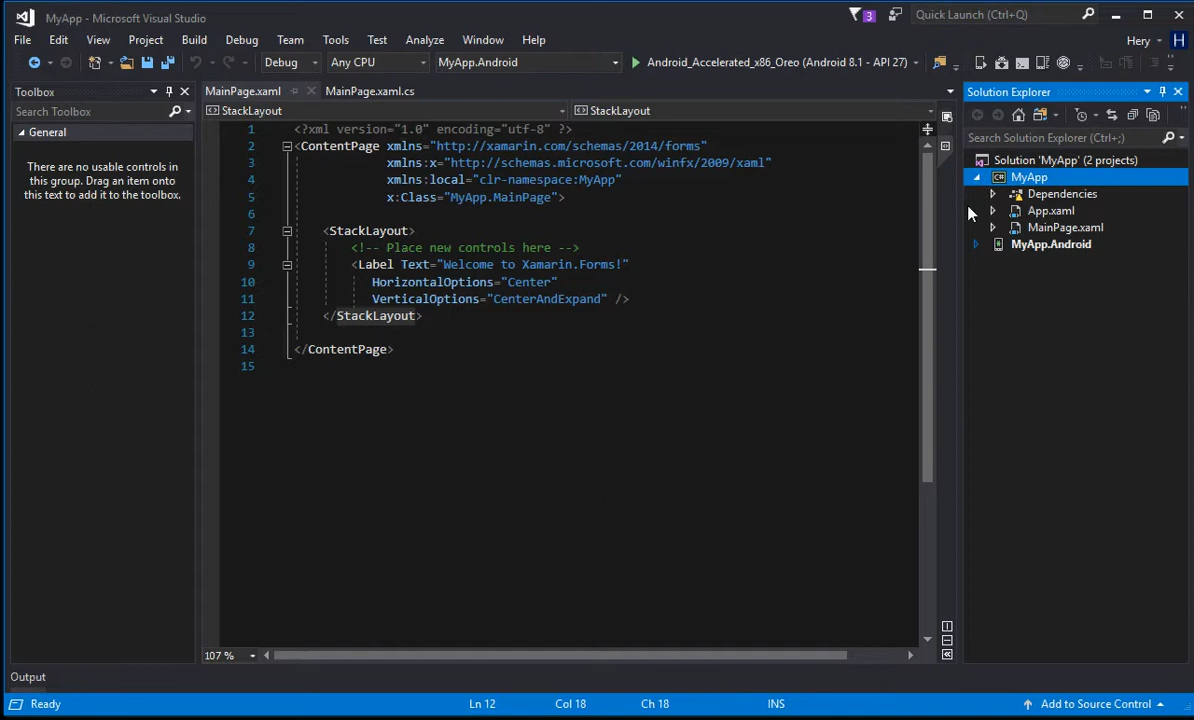 MyApp - Microsoft Visual Studio
3
Quick Launch (Ctrl+Q)
File Edit View Project Build Debug Team Tools Test Analyze Window Help
Hery H
Debug Any CPU MyApp.Android Android_Accelerated_x86_Oreo (Android 8.1 - API 27)
Toolbox
Search Toolbox
General
There are no usable controls in
this group. Drag an item onto
this text to add it to the toolbox.
MainPage.xaml MainPage.xaml.cs
StackLayout StackLayout
1 <?xml version="1.0" encoding="utf-8" ?>
2 <ContentPage xmlns="http://xamarin.com/schemas/2014/forms"
3 xmlns:x="http://schemas.microsoft.com/winfx/2009/xaml"
4 xmlns:local="clr-namespace:MyApp"
5 x:Class="MyApp.MainPage">
6
7 <StackLayout>
8 <!-- Place new controls here -->
9 <Label Text="Welcome to Xamarin.Forms!"
10 HorizontalOptions="Center"
11 VerticalOptions="CenterAndExpand" />
12 </StackLayout>
13
14 </ContentPage>
15
107 %
Solution Explorer
Search Solution Explorer (Ctrl+;)
Solution 'MyApp' (2 projects)
C# MyApp
Dependencies
App.xaml
MainPage.xaml
MyApp.Android
Output
Ready Ln 12 Col 18 Ch 18 INS Add to Source Control